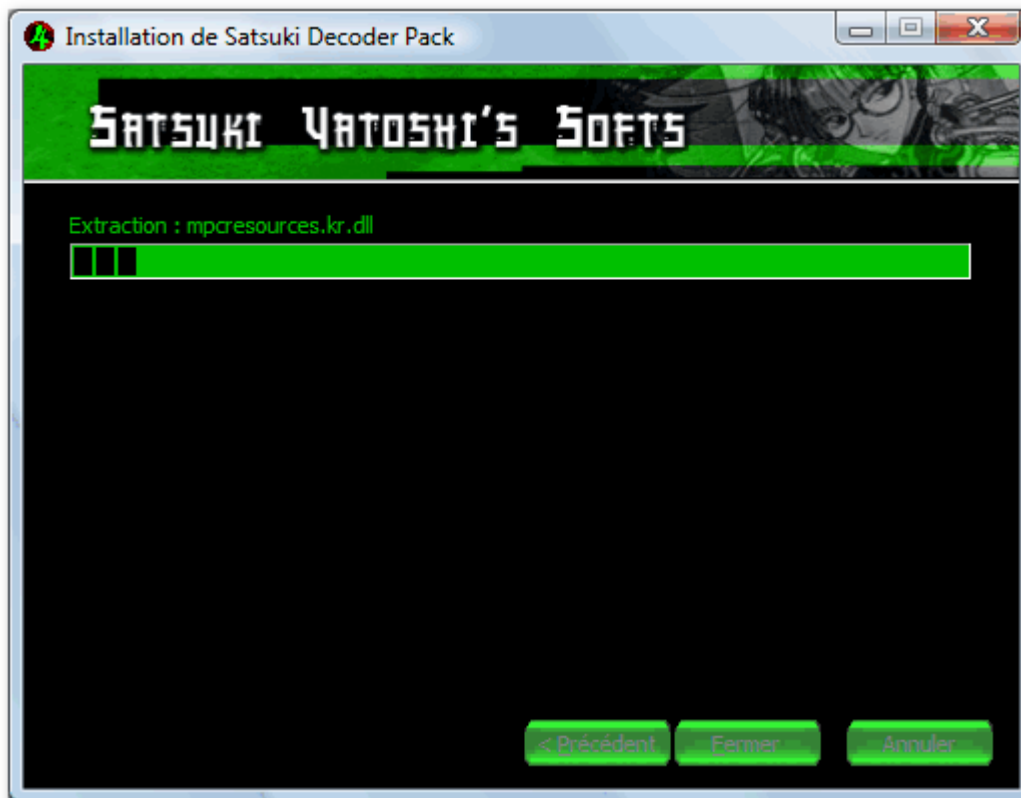 Installation de Satsuki Decoder Pack
Satsuki Yatoshi's Softs
Extraction : mpcresources.kr.dll
< Précédent Fermer Annuler